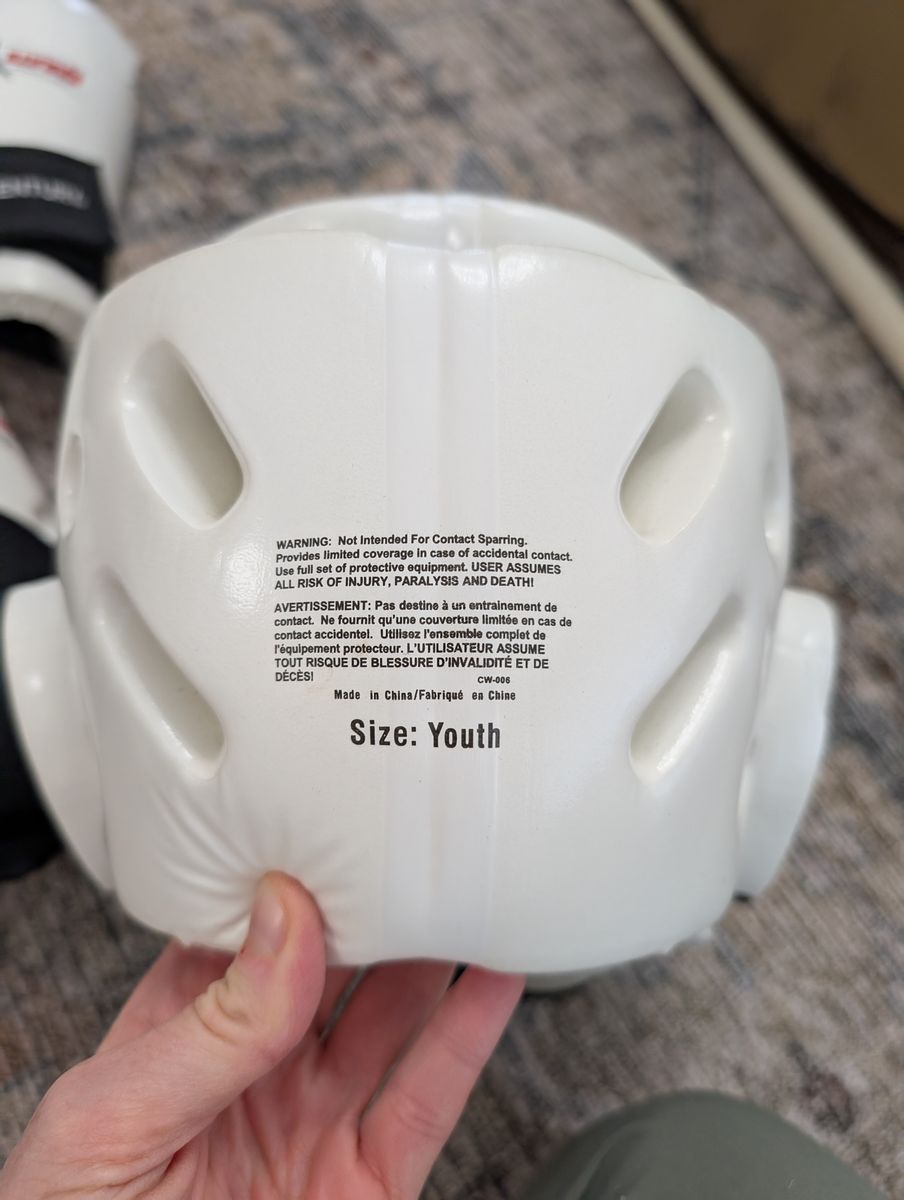 WARNING: Not Intended For Contact Sparring.
Provides limited coverage in case of accidental contact.
Use full set of protective equipment. USER ASSUMES
ALL RISK OF INJURY, PARALYSIS AND DEATH!
AVERTISSEMENT: Pas destine à un entrainement de
contact. Ne fournit qu'une couverture limitée en cas de
contact accidentel. Utilisez l'ensemble complet de
l'équipement protecteur. L'UTILISATEUR ASSUME
TOUT RISQUE DE BLESSURE D'INVALIDITÉ ET DE
DÉCÈS!
CW-006
Made in China/Fabriqué en Chine
Size: Youth